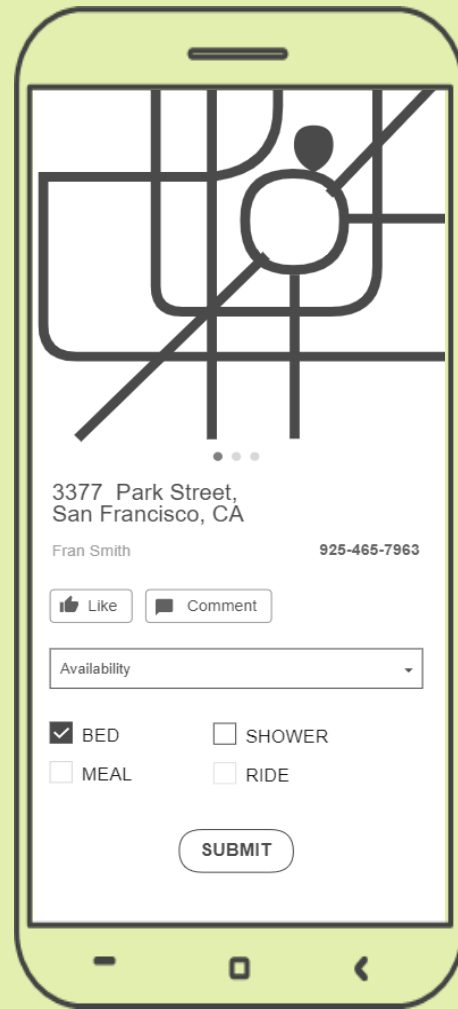 3377 Park Street,
San Francisco, CA
Fran Smith 925-465-7963
Like Comment
Availability
BED SHOWER
MEAL RIDE
SUBMIT